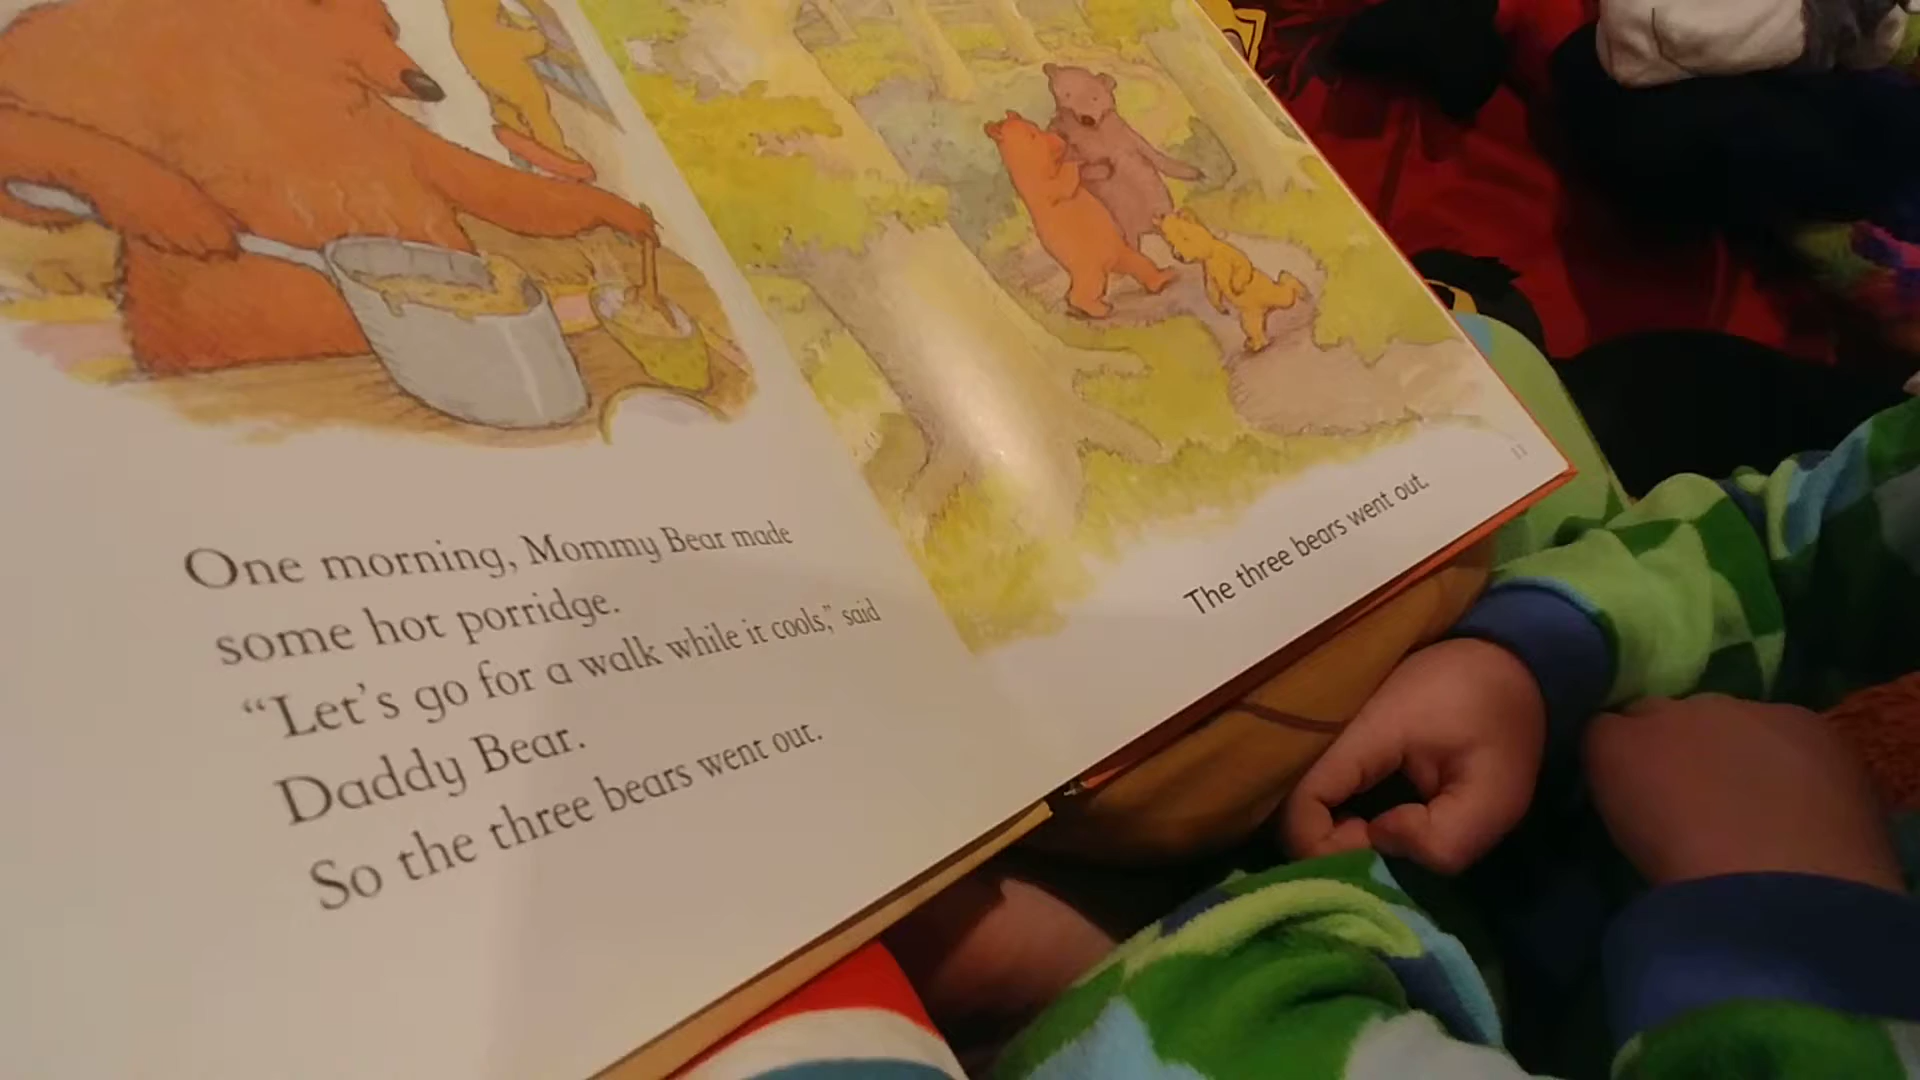 One morning, Mommy Bear made
some hot porridge.
“Let’s go for a walk while it cools,” said
Daddy Bear.
So the three bears went out.
The three bears went out.
11